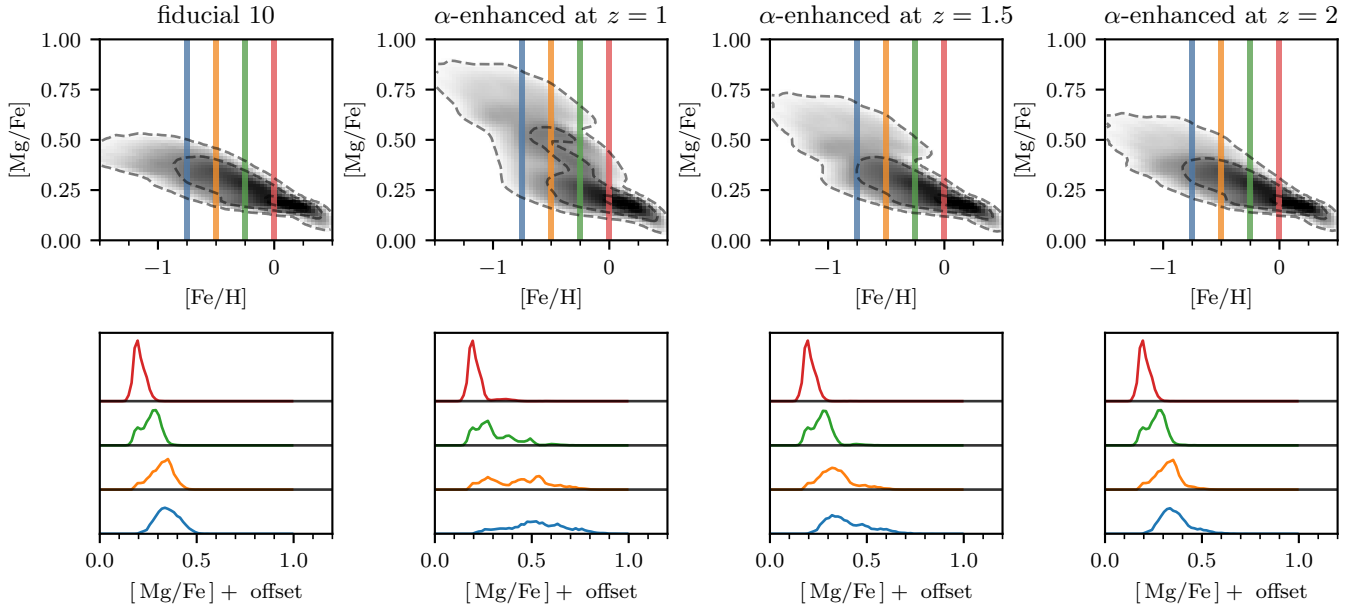 fiducial 10
α-enhanced at z = 1
α-enhanced at z = 1.5
α-enhanced at z = 2
[Mg/Fe]
1.00
0.75
0.50
0.25
0.00
−1
0
[Fe/H]
[Mg/Fe]
1.00
0.75
0.50
0.25
0.00
−1
0
[Fe/H]
[Mg/Fe]
1.00
0.75
0.50
0.25
0.00
−1
0
[Fe/H]
[Mg/Fe]
1.00
0.75
0.50
0.25
0.00
−1
0
[Fe/H]
0.0 0.5 1.0
[Mg/Fe] + offset
0.0 0.5 1.0
[Mg/Fe] + offset
0.0 0.5 1.0
[Mg/Fe] + offset
0.0 0.5 1.0
[Mg/Fe] + offset